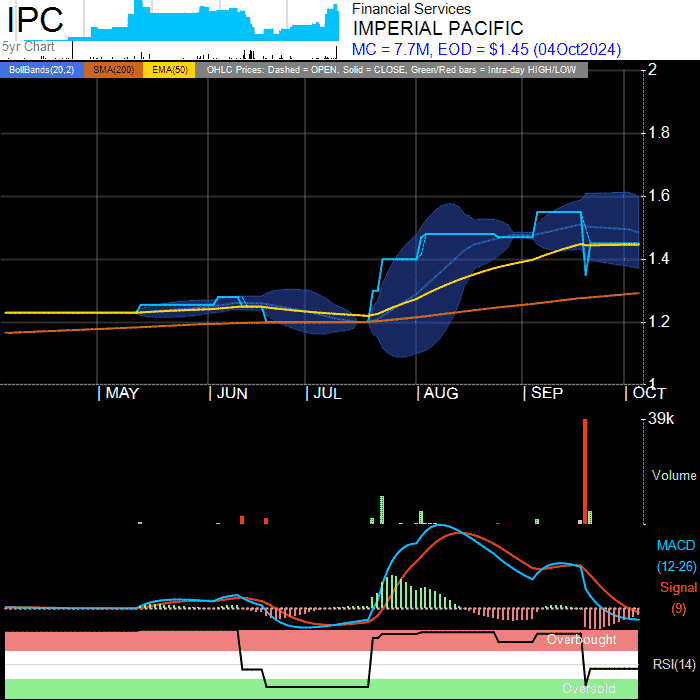 IPC
5yr Chart
Financial Services
IMPERIAL PACIFIC
MC = 7.7M, EOD = $1.45 (04Oct2024)
BollBands(20,2) SMA(200) EMA(50) OHLC Prices: Dashed = OPEN, Solid = CLOSE, Green/Red bars = Intra-day HIGH/LOW
2
1.8
1.6
1.4
1.2
1
MAY JUN JUL AUG SEP OCT
39k
Volume
MACD
(12-26)
Signal
(9)
Overbought
RSI(14)
Oversold